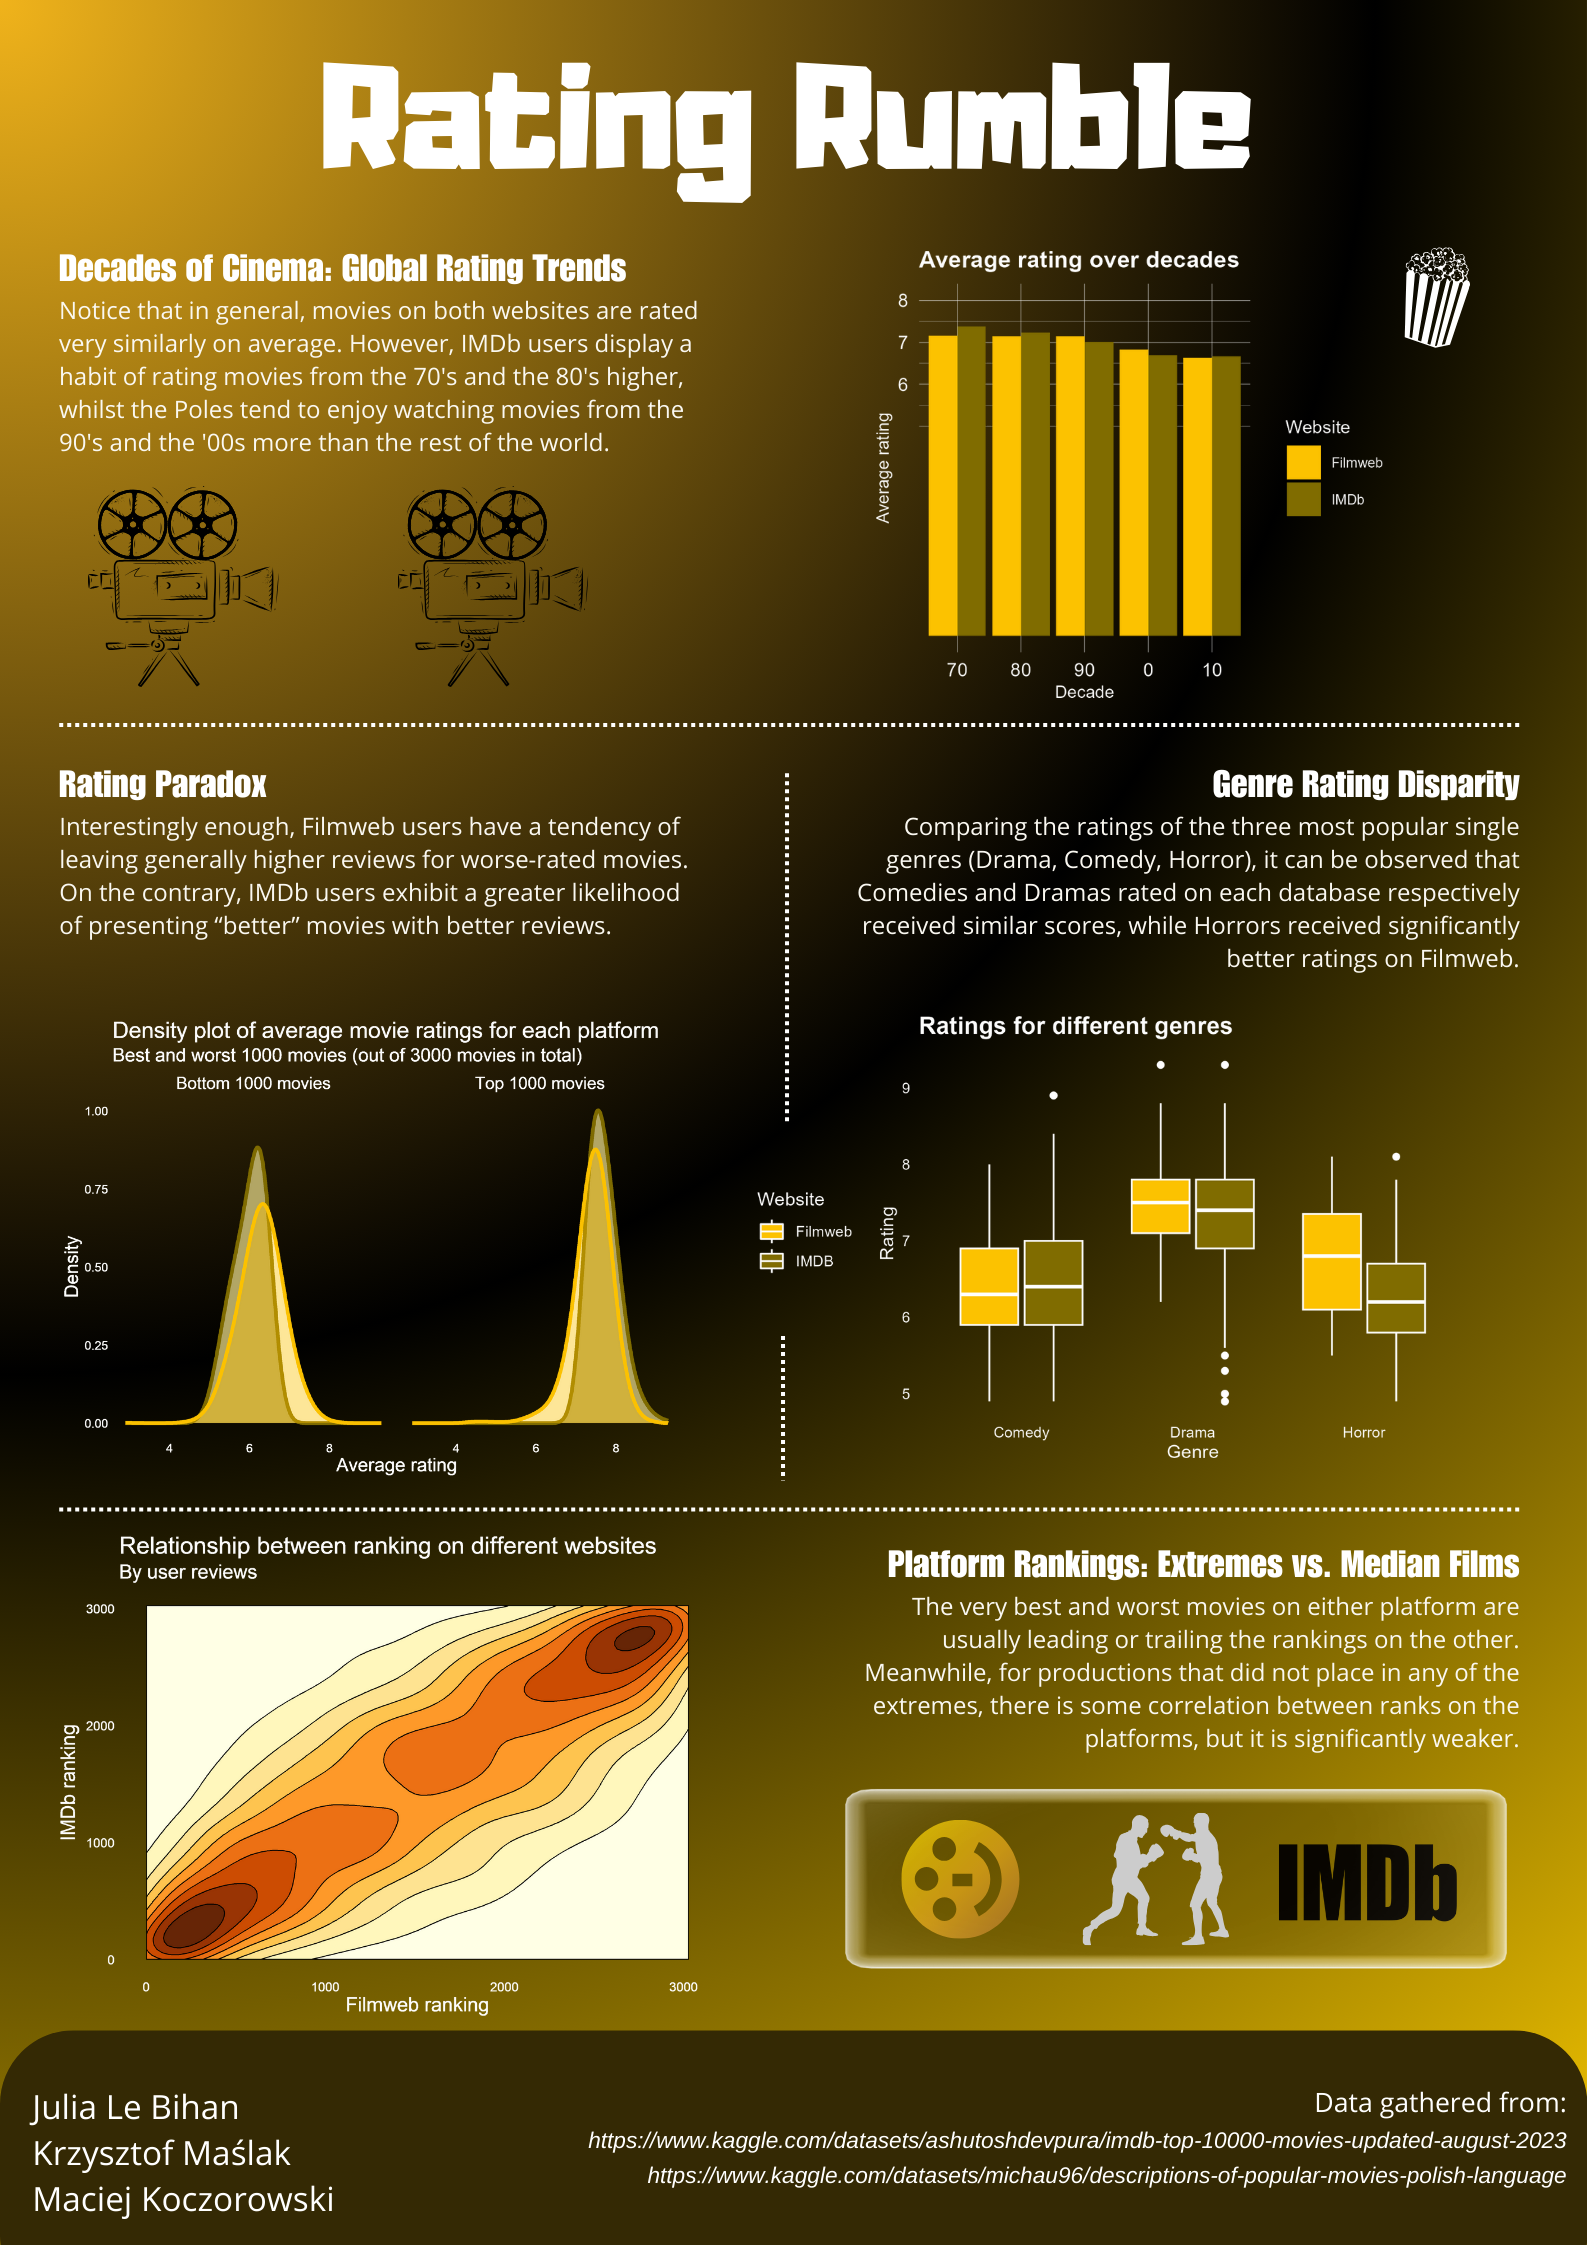 Rating Rumble
Decades of Cinema: Global Rating Trends
Notice that in general, movies on both websites are rated
very similarly on average. However, IMDb users display a
habit of rating movies from the 70's and the 80's higher,
whilst the Poles tend to enjoy watching movies from the
90's and the '00s more than the rest of the world.
Average rating over decades
8
7
6
Average rating
70 80 90 0 10
Decade
Website
Filmweb
IMDb
Rating Paradox
Interestingly enough, Filmweb users have a tendency of
leaving generally higher reviews for worse-rated movies.
On the contrary, IMDb users exhibit a greater likelihood
of presenting “better” movies with better reviews.
Density plot of average movie ratings for each platform
Best and worst 1000 movies (out of 3000 movies in total)
Bottom 1000 movies Top 1000 movies
1.00
0.75
0.50
0.25
0.00
Density
4 6 8 4 6 8
Average rating
Genre Rating Disparity
Comparing the ratings of the three most popular single
genres (Drama, Comedy, Horror), it can be observed that
Comedies and Dramas rated on each database respectively
received similar scores, while Horrors received significantly
better ratings on Filmweb.
Website
Filmweb
IMDB
Ratings for different genres
9
8
7
6
5
Rating
Comedy Drama Horror
Genre
Relationship between ranking on different websites
By user reviews
3000
2000
1000
0
IMDb ranking
0 1000 2000 3000
Filmweb ranking
Platform Rankings: Extremes vs. Median Films
The very best and worst movies on either platform are
usually leading or trailing the rankings on the other.
Meanwhile, for productions that did not place in any of the
extremes, there is some correlation between ranks on the
platforms, but it is significantly weaker.
IMDb
Julia Le Bihan
Krzysztof Maślak
Maciej Koczorowski
Data gathered from:
https://www.kaggle.com/datasets/ashutoshdevpura/imdb-top-10000-movies-updated-august-2023
https://www.kaggle.com/datasets/michau96/descriptions-of-popular-movies-polish-language